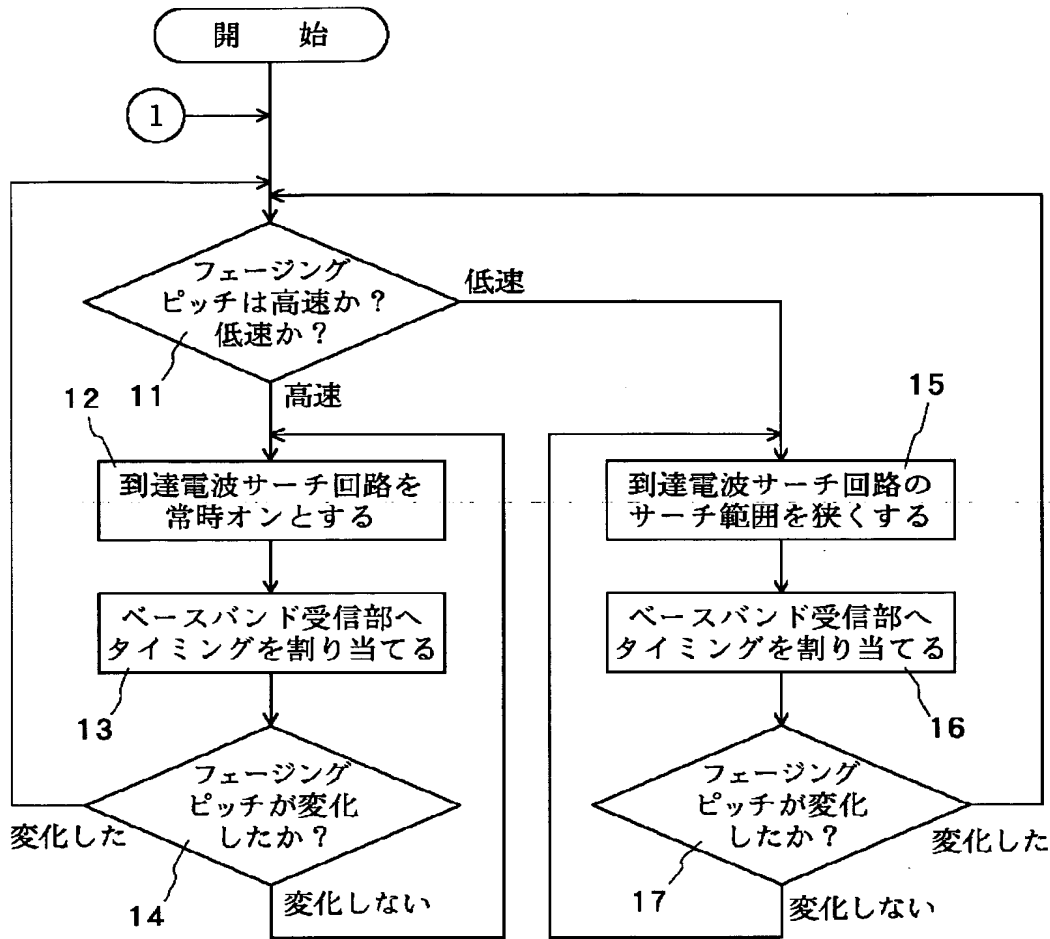 開 始
1
フェージング
ピッチは高速か？
低速か？
11
低速
高速
12
到達電波サーチ回路を
常時オンとする
15
到達電波サーチ回路の
サーチ範囲を狭くする
ベースバンド受信部へ
タイミングを割り当てる
13
ベースバンド受信部へ
タイミングを割り当てる
16
フェージング
ピッチが変化
したか？
14
変化した
変化しない
フェージング
ピッチが変化
したか？
17
変化した
変化しない